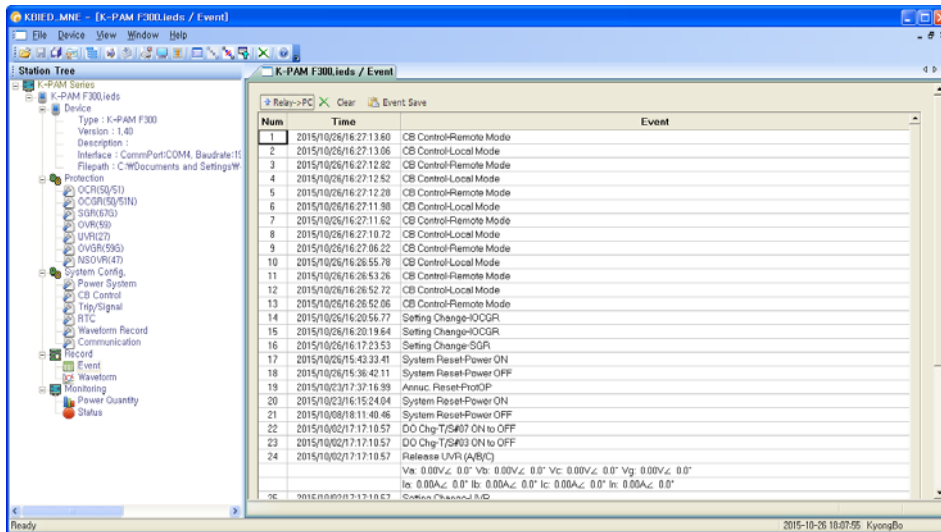 KBIED_MNE - [K-PAM F300.ieds / Event]
File Device View Window Help
Station Tree
K-PAM F300.ieds / Event
K-PAM Series
K-PAM F300.ieds
Device
Type : K-PAM F300
Version : 1.40
Description :
Interface : CommPort:COM4, Baudrate:19
Filepath : C:\Documents and Settings\
Protection
OCR(50/51)
OCGR(50/51N)
SGR(67G)
OVR(59)
UVR(27)
OVGR(59G)
NSOVR(47)
System Config.
Power System
CB Control
Trip/Signal
RTC
Waveform Record
Communication
Record
Event
Waveform
Monitoring
Power Quantity
Status
Relay->PC Clear Event Save
Num Time Event
1 2015/10/26/16:27:13.60 CB Control-Remote Mode
2 2015/10/26/16:27:13.06 CB Control-Local Mode
3 2015/10/26/16:27:12.82 CB Control-Remote Mode
4 2015/10/26/16:27:12.52 CB Control-Local Mode
5 2015/10/26/16:27:12.28 CB Control-Remote Mode
6 2015/10/26/16:27:11.98 CB Control-Local Mode
7 2015/10/26/16:27:11.62 CB Control-Remote Mode
8 2015/10/26/16:27:10.72 CB Control-Local Mode
9 2015/10/26/16:27:06.22 CB Control-Remote Mode
10 2015/10/26/16:26:55.78 CB Control-Local Mode
11 2015/10/26/16:26:53.26 CB Control-Remote Mode
12 2015/10/26/16:26:52.72 CB Control-Local Mode
13 2015/10/26/16:26:52.06 CB Control-Remote Mode
14 2015/10/26/16:20:56.77 Setting Change-IOCGR
15 2015/10/26/16:20:19.64 Setting Change-IOCGR
16 2015/10/26/16:17:23.53 Setting Change-SGR
17 2015/10/26/15:43:33.41 System Reset-Power ON
18 2015/10/26/15:36:42.11 System Reset-Power OFF
19 2015/10/23/17:37:16.99 Annuc. Reset-ProtOP
20 2015/10/23/16:15:24.04 System Reset-Power ON
21 2015/10/08/18:11:40.46 System Reset-Power OFF
22 2015/10/02/17:17:10.57 DO Chg-T/S#07 ON to OFF
23 2015/10/02/17:17:10.57 DO Chg-T/S#03 ON to OFF
24 2015/10/02/17:17:10.57 Release UVR (A/B/C)
Va: 0.00V∠ 0.0° Vb: 0.00V∠ 0.0° Vc: 0.00V∠ 0.0° Vg: 0.00V∠ 0.0°
Ia: 0.00A∠ 0.0° Ib: 0.00A∠ 0.0° Ic: 0.00A∠ 0.0° In: 0.00A∠ 0.0°
25 2015/10/02/17:17:10.57 Setting Change-UVR
Ready 2015-10-26 18:07:55 KyongBo